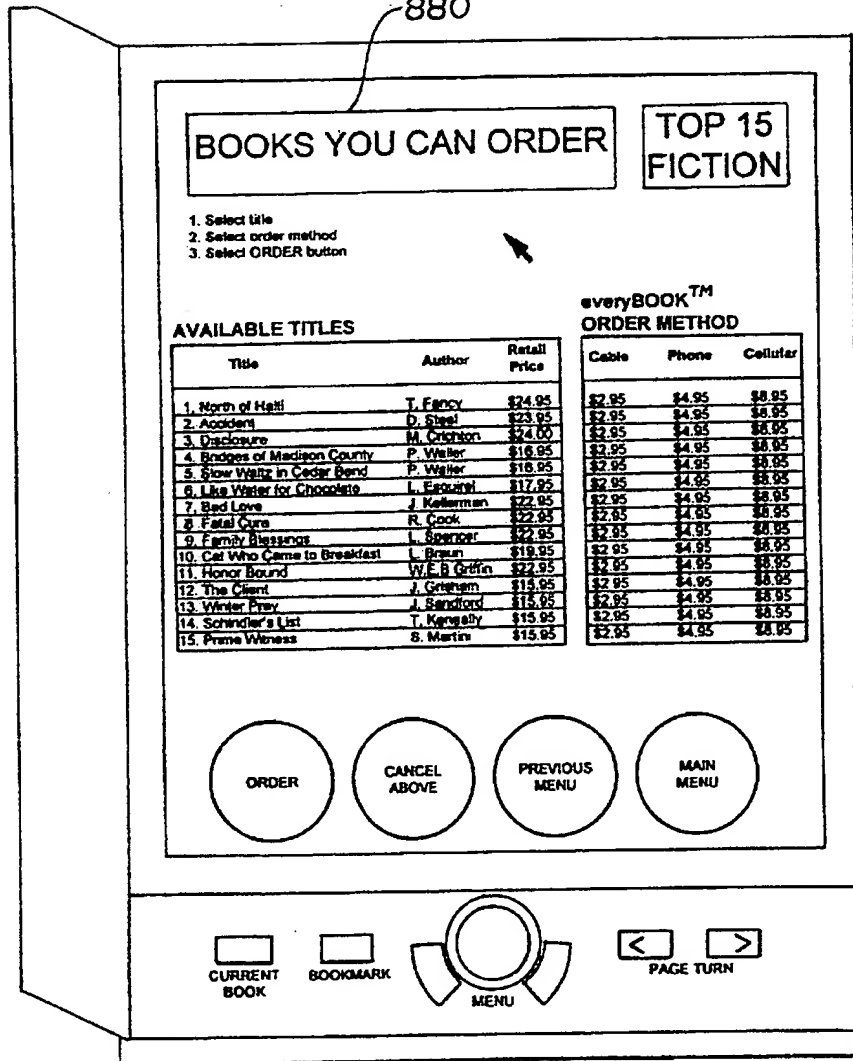 880
BOOKS YOU CAN ORDER
TOP 15
FICTION
1. Select title
2. Select order method
3. Select ORDER button
everyBOOK™
AVAILABLE TITLES
ORDER METHOD
Title Author Retail Price Cable Phone Cellular
1. North of Haiti T. Fancy $24.95 $2.95 $4.95 $8.95
2. Accident D. Steel $23.95 $2.95 $4.95 $8.95
3. Disclosure M. Crichton $24.00 $2.95 $4.95 $8.95
4. Bridges of Madison County P. Waller $16.95 $2.95 $4.95 $8.95
5. Slow Waltz in Cedar Bend P. Waller $16.95 $2.95 $4.95 $8.95
6. Like Water for Chocolate L. Esquirel $17.95 $2.95 $4.95 $8.95
7. Bad Love J. Kellerman $22.95 $2.95 $4.95 $8.95
8. Fatal Cure R. Cook $22.95 $2.95 $4.95 $8.95
9. Family Blessings L. Spencer $22.95 $2.95 $4.95 $8.95
10. Cat Who Came to Breakfast L. Braun $19.95 $2.95 $4.95 $8.95
11. Honor Bound W.E.B Griffin $22.95 $2.95 $4.95 $8.95
12. The Client J. Grisham $15.95 $2.95 $4.95 $8.95
13. Winter Prey J. Sandford $15.95 $2.95 $4.95 $8.95
14. Schindler's List T. Kengally $15.95 $2.95 $4.95 $8.95
15. Prime Witness S. Martini $15.95 $2.95 $4.95 $8.95
ORDER
CANCEL
ABOVE
PREVIOUS
MENU
MAIN
MENU
< >
CURRENT
BOOK
BOOKMARK
MENU
PAGE TURN